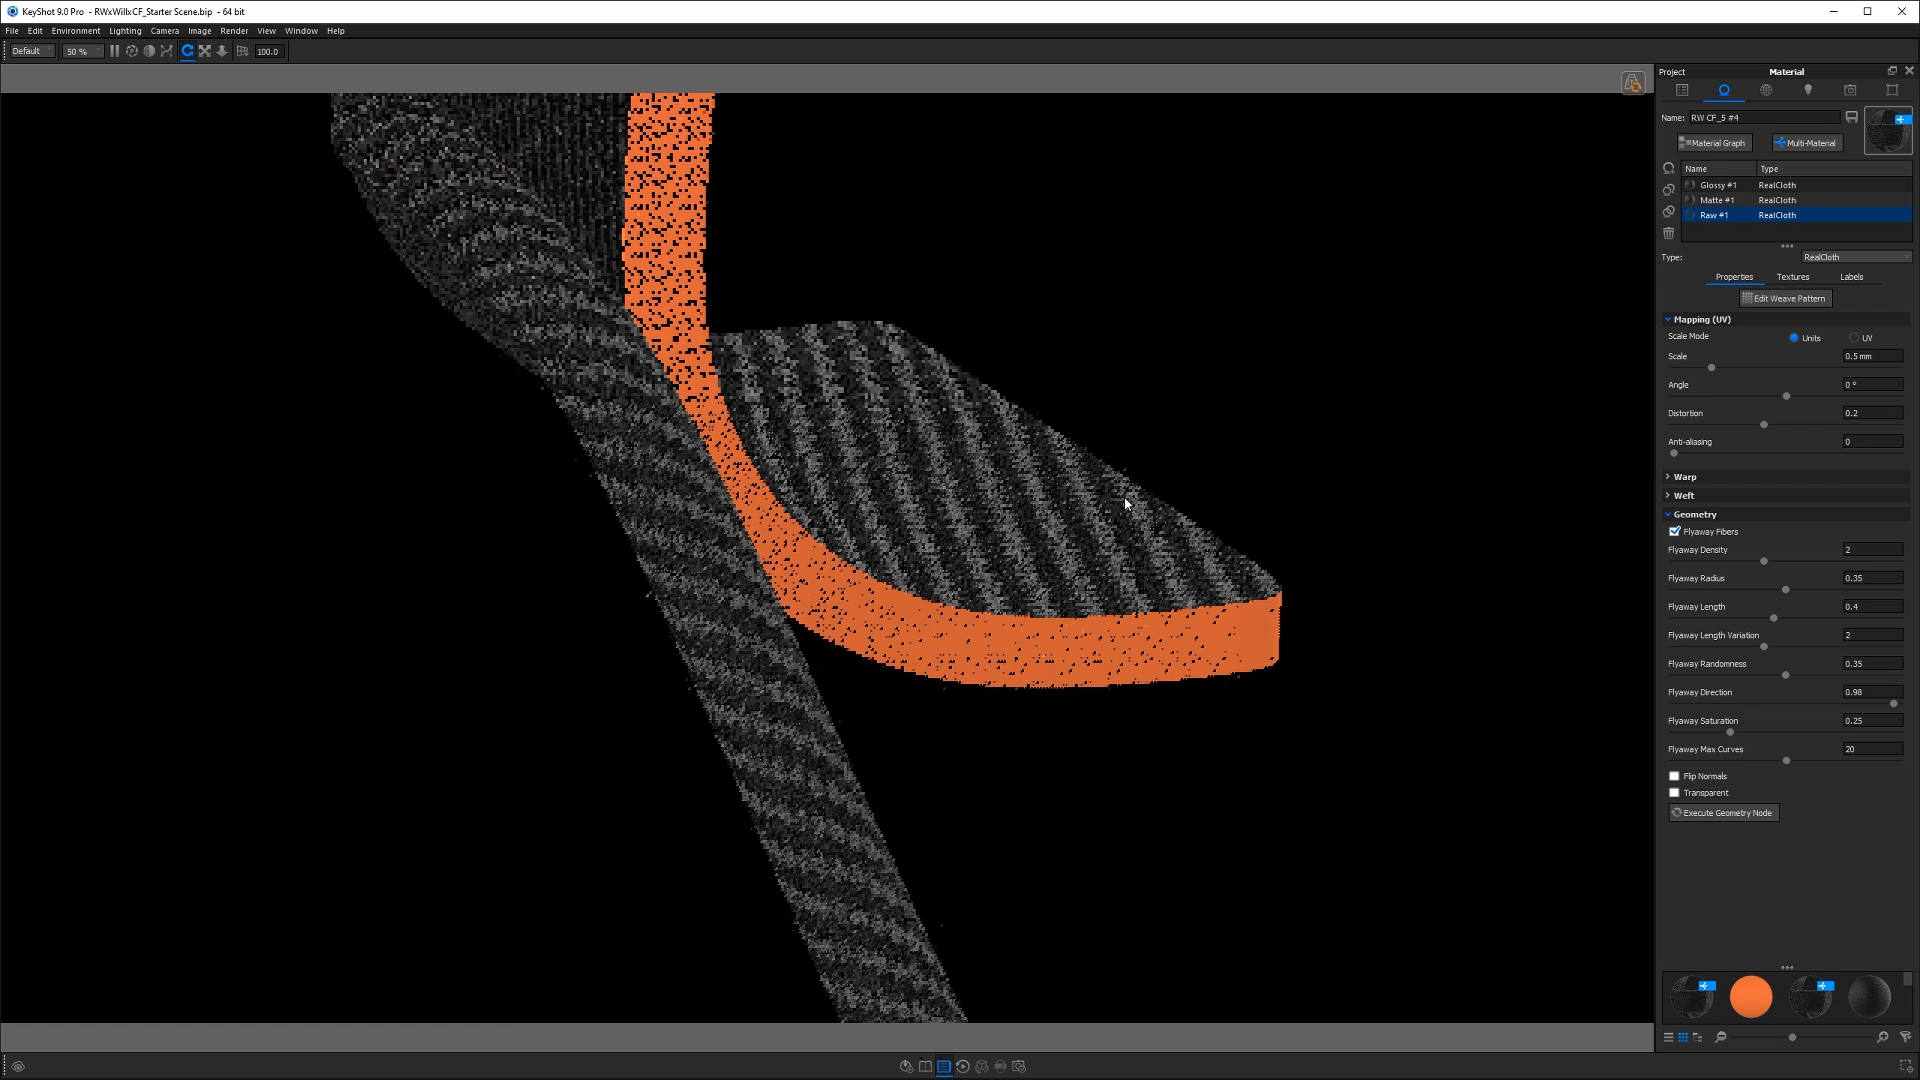 KeyShot 9.0 Pro - RWxWillxCF_Starter Scene.bip - 64 bit
File Edit Environment Lighting Camera Image Render View Window Help
Default 50 % 100.0
Project Material
Name: RW CF_5 #4
Material Graph Multi-Material
Name Type
Glossy #1 RealCloth
Matte #1 RealCloth
Raw #1 RealCloth
Type: RealCloth
Properties Textures Labels
Edit Weave Pattern
Mapping (UV)
Scale Mode Units UV
Scale 0.5 mm
Angle 0 °
Distortion 0.2
Anti-aliasing 0
Warp
Weft
Geometry
Flyaway Fibers
Flyaway Density 2
Flyaway Radius 0.35
Flyaway Length 0.4
Flyaway Length Variation 2
Flyaway Randomness 0.35
Flyaway Direction 0.98
Flyaway Saturation 0.25
Flyaway Max Curves 20
Flip Normals
Transparent
Execute Geometry Node